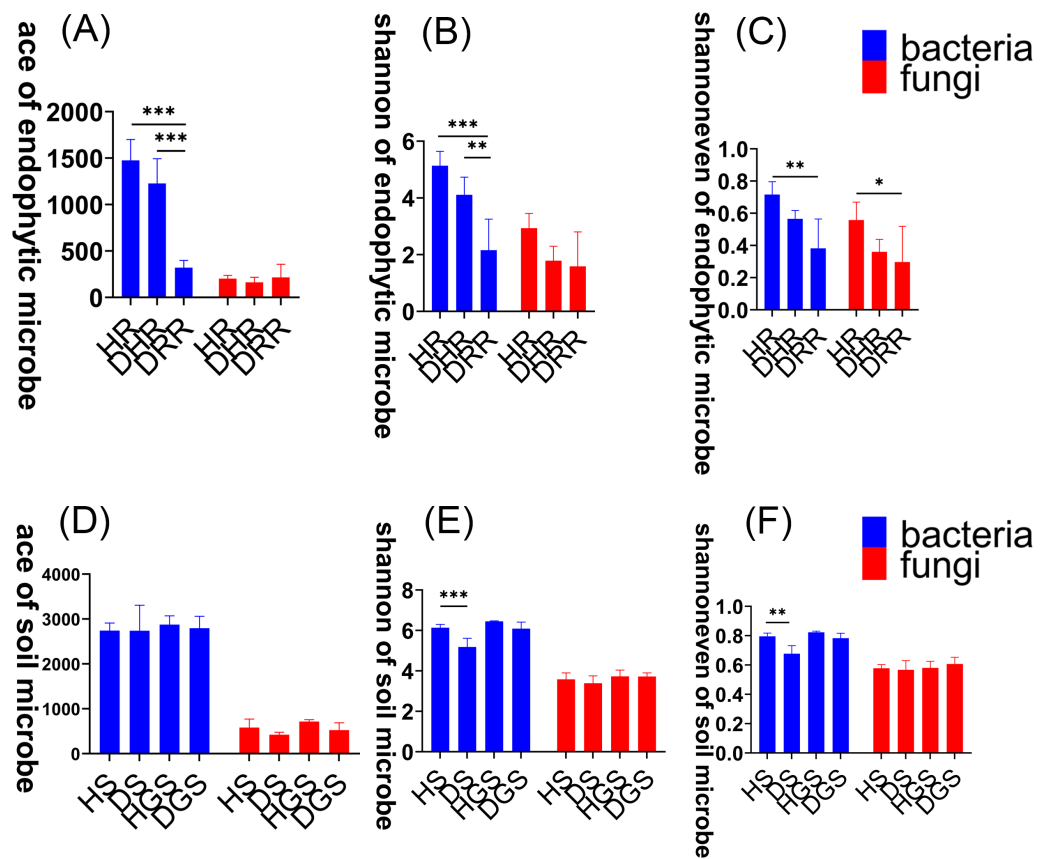 (A)
ace of endophytic microbe
2000
1500
1000
500
0
***
***
HR
DHR
DRR
HR
DHR
DRR
(B)
shannon of endophytic microbe
6
4
2
0
***
**
HR
DHR
DRR
HR
DHR
DRR
(C)
shannoneven of endophytic microbe
1.0
0.8
0.6
0.4
0.2
0.0
**
*
HR
DHR
DRR
HR
DHR
DRR
bacteria
fungi
(D)
ace of soil microbe
4000
3000
2000
1000
0
HS
DS
HGS
DGS
HS
DS
HGS
DGS
(E)
shannon of soil microbe
8
6
4
2
0
***
HS
DS
HGS
DGS
HS
DS
HGS
DGS
(F)
shannoneven of soil microbe
1.0
0.8
0.6
0.4
0.2
0.0
**
HS
DS
HGS
DGS
HS
DS
HGS
DGS
bacteria
fungi